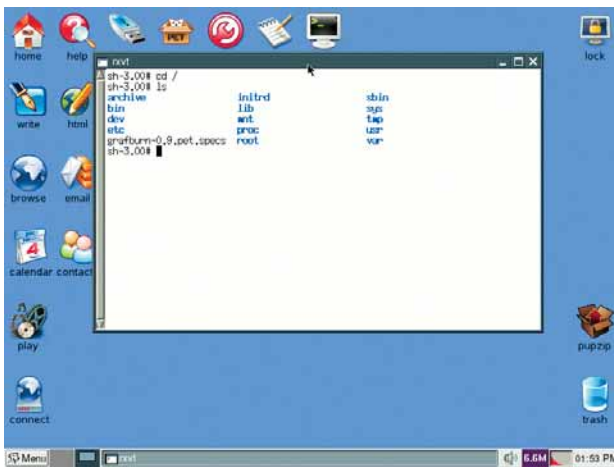 PET
home
help
lock
rxvt
sh-3.00# cd /
sh-3.00# ls
archive initrd sbin
bin lib sys
dev mnt tmp
etc proc usr
grafburn-0.9.pet.specs root var
sh-3.00#
write
html
browse
email
4
calendar
contact
play
pupzip
connect
trash
Menu
rxvt
6.6M
01:53 PM